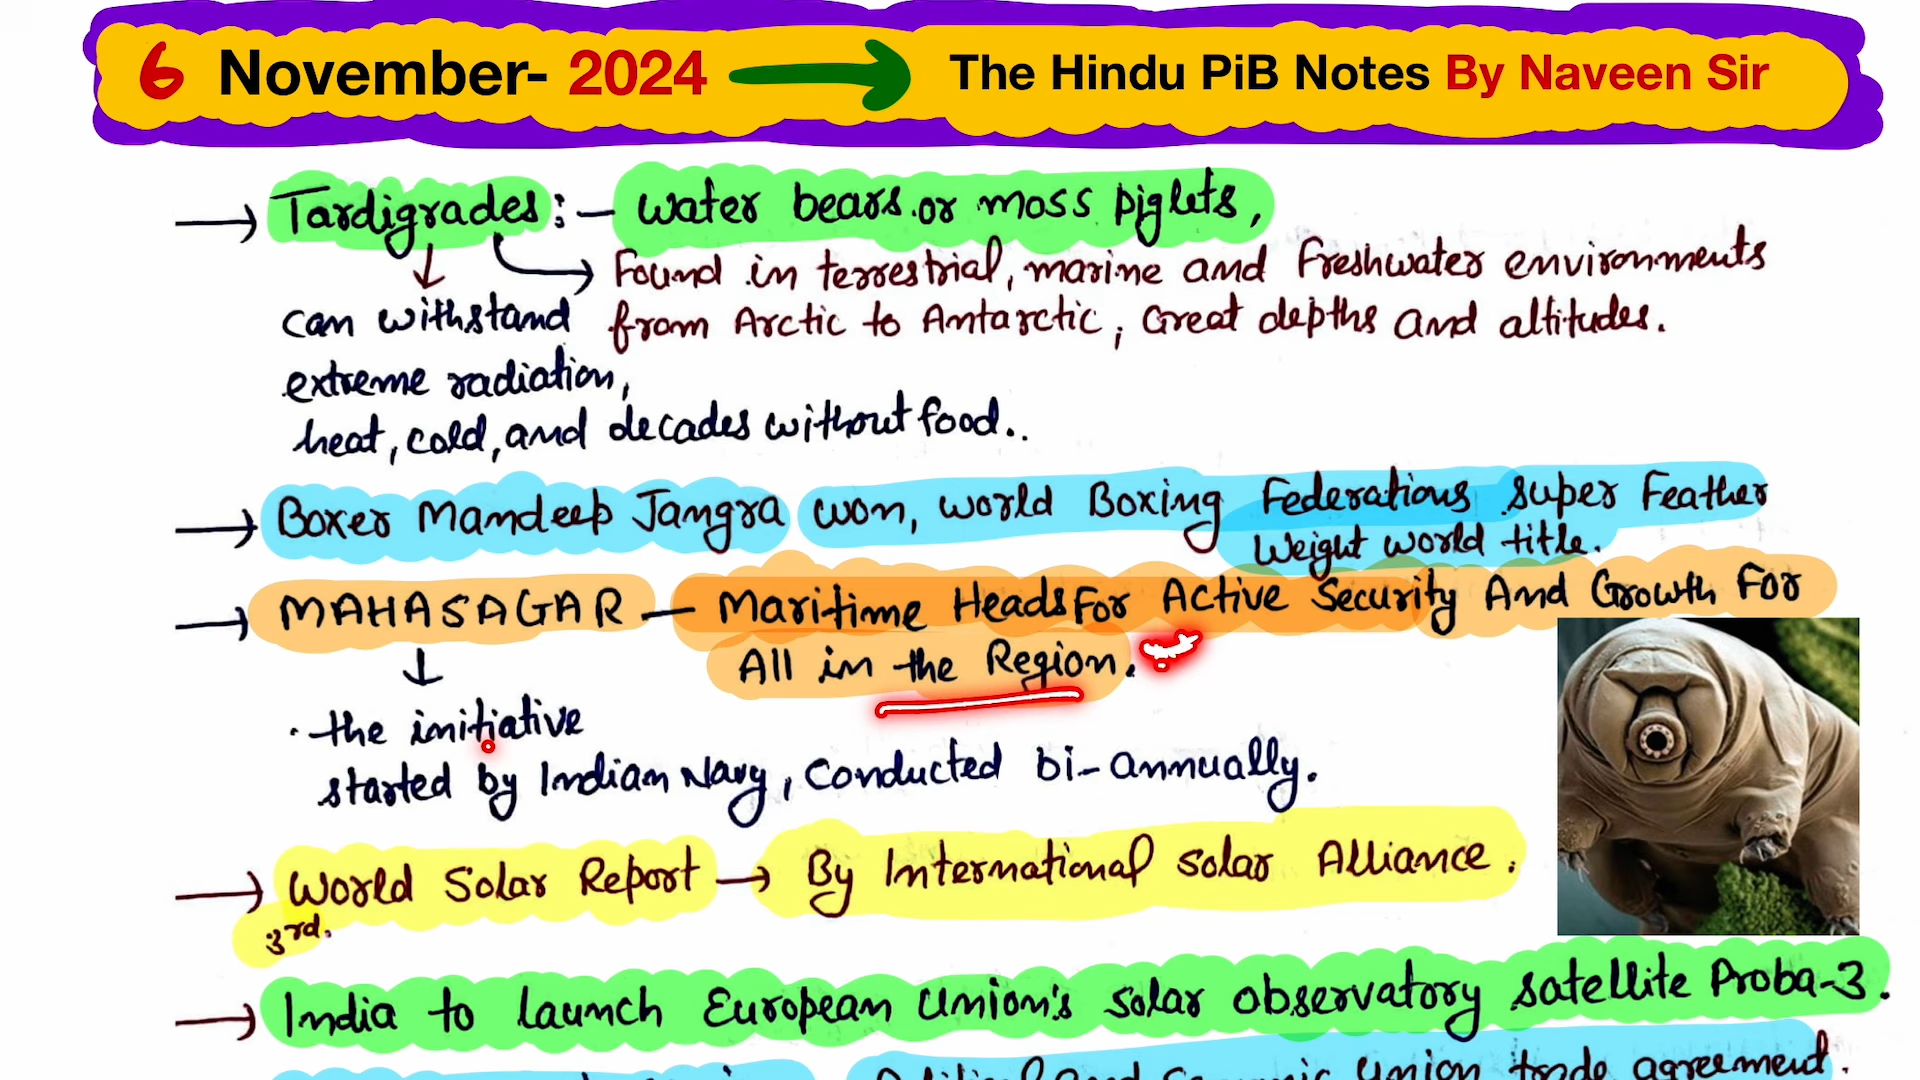 6 November- 2024 The Hindu PiB Notes By Naveen Sir
Tardigrades :- water bears or moss piglets,
Found in terrestrial, marine and freshwater environments
from Arctic to Antarctic, Great depths and altitudes.
can withstand
extreme radiation,
heat, cold, and decades without food..
Boxer Mandeep Jangra won, world Boxing Federations super Feather
Weight world title.
MAHASAGAR - Maritime Heads For Active Security And Growth For
All in the Region.
the initiative
started by Indian Navy, Conducted bi-annually.
World Solar Report → By International solar Alliance.
3rd.
India to launch European Union's solar observatory satellite Proba-3.
union trade agreement.